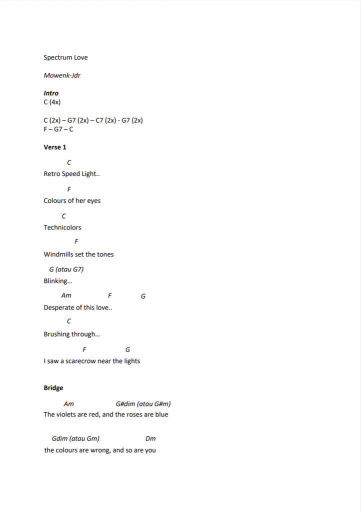 Spectrum Love
Mowenk-Jdr
Intro
C (4x)
C (2x) – G7 (2x) – C7 (2x) - G7 (2x)
F – G7 – C
Verse 1
C
Retro Speed Light..
F
Colours of her eyes
C
Technicolors
F
Windmills set the tones
G (atau G7)
Blinking...
Am F G
Desperate of this love..
C
Brushing through...
F G
I saw a scarecrow near the lights
Bridge
Am G#dim (atau G#m)
The violets are red, and the roses are blue
Gdim (atau Gm) Dm
the colours are wrong, and so are you